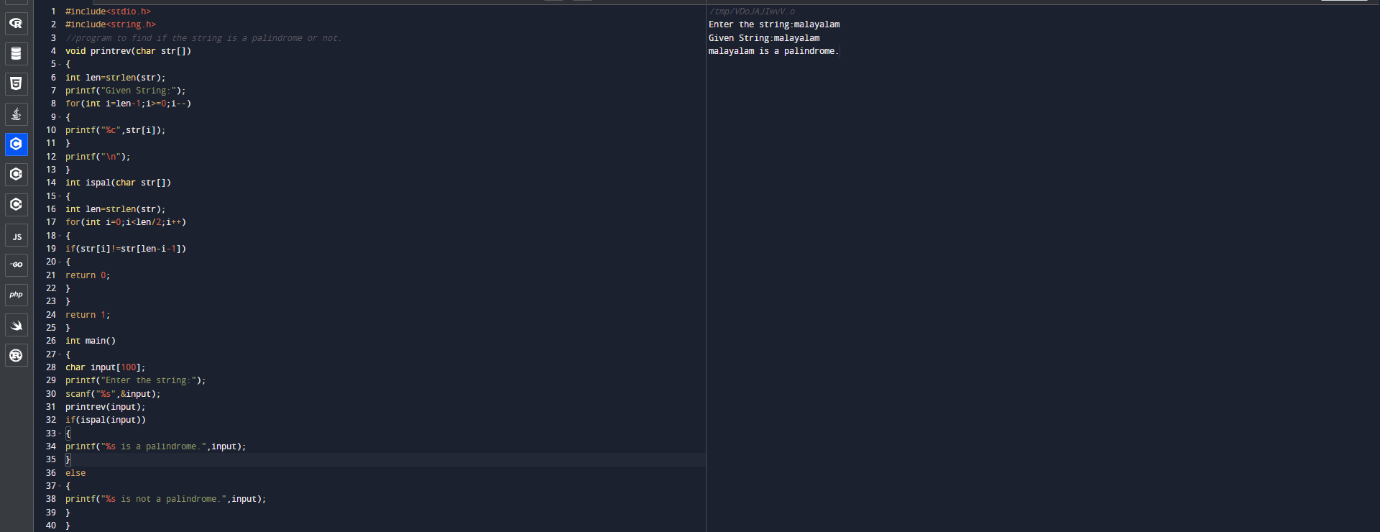 1 #include<stdio.h>
2 #include<string.h>
3 //program to find if the string is a palindrome or not.
4 void printrev(char str[])
5 {
6 int len=strlen(str);
7 printf("Given String:");
8 for(int i=len-1;i>=0;i--)
9 {
10 printf("%c",str[i]);
11 }
12 printf("\n");
13 }
14 int ispal(char str[])
15 {
16 int len=strlen(str);
17 for(int i=0;i<len/2;i++)
18 {
19 if(str[i]!=str[len-i-1])
20 {
21 return 0;
22 }
23 }
24 return 1;
25 }
26 int main()
27 {
28 char input[100];
29 printf("Enter the string:");
30 scanf("%s",&input);
31 printrev(input);
32 if(ispal(input))
33 {
34 printf("%s is a palindrome.",input);
35 }
36 else
37 {
38 printf("%s is not a palindrome.",input);
39 }
40 }
JS
GO
php
/tmp/VDoJAJIwvV.o
Enter the string:malayalam
Given String:malayalam
malayalam is a palindrome.